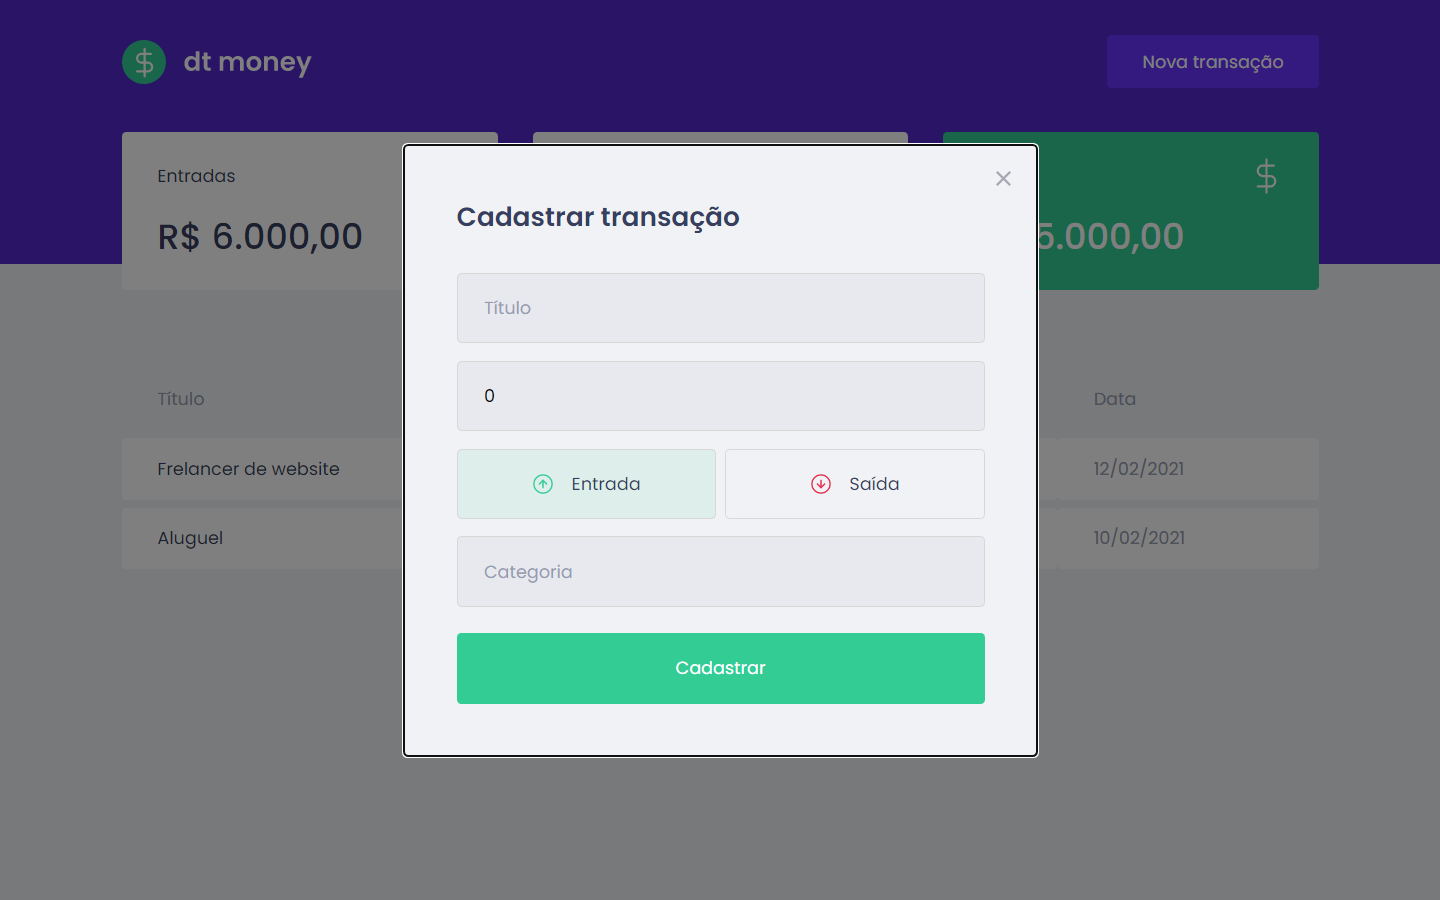 dt money
Nova transação
Entradas
R$ 6.000,00
5.000,00
Cadastrar transação
Título
0
Entrada
Saída
Categoria
Cadastrar
Título
Data
Frelancer de website
12/02/2021
Aluguel
10/02/2021